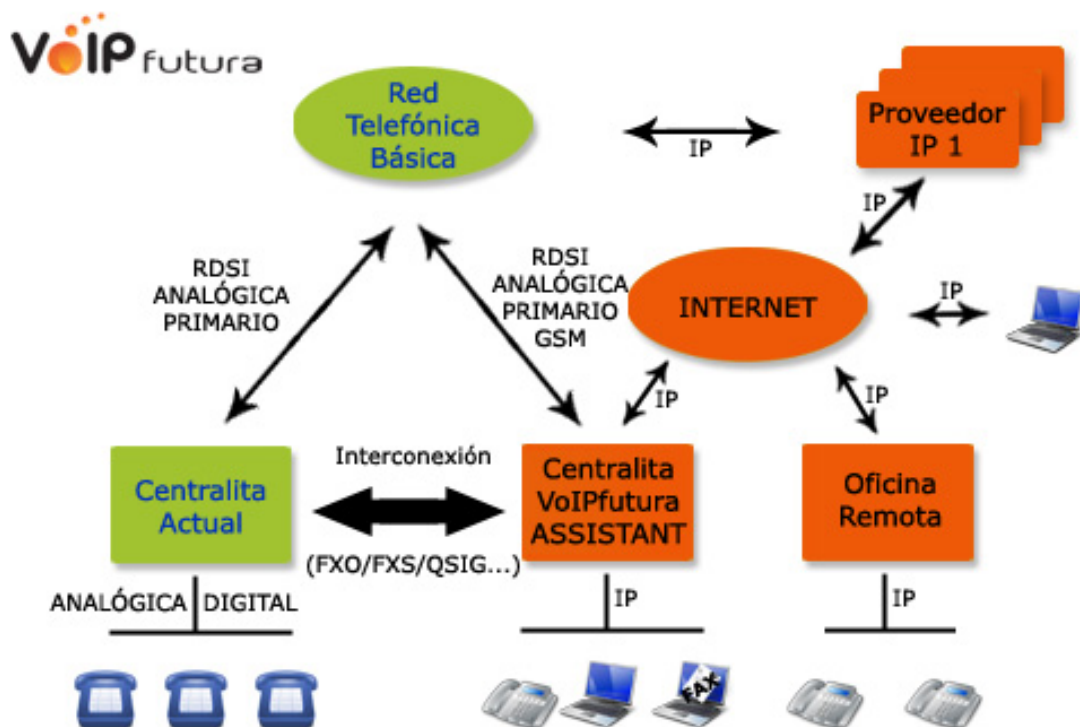 VoIP futura
Red
Telefónica
Básica
IP
Proveedor
IP 1
IP
RDSI
ANALÓGICA
PRIMARIO
RDSI
ANALÓGICA
PRIMARIO
GSM
INTERNET
IP
IP
IP
Centralita
Actual
Interconexión
(FXO/FXS/QSIG...)
Centralita
VoIPfutura
ASSISTANT
Oficina
Remota
ANALÓGICA
DIGITAL
IP
IP
FAX